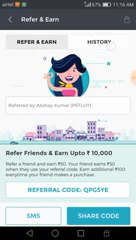 airtel
11:16 AM
Refer & Earn
REFER & EARN
HISTORY
Referred by Akshay Kumar (PETLU1)
Refer Friends & Earn Upto ₹ 10,000
Refer a friend and earn ₹50. Your friend earns ₹50
when they use your referral code. Earn additional ₹100
everytime your friend makes a purchase.
REFERRAL CODE: QPG5YE
SMS
SHARE CODE